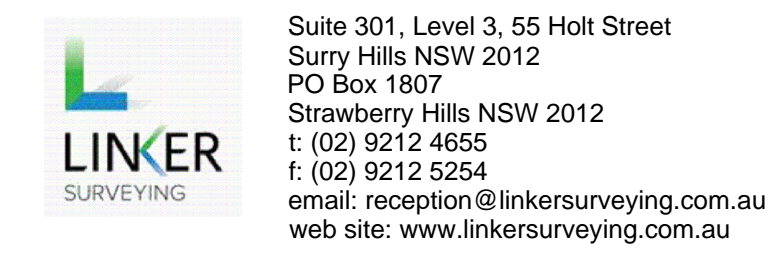 LINKER
SURVEYING
Suite 301, Level 3, 55 Holt Street
Surry Hills NSW 2012
PO Box 1807
Strawberry Hills NSW 2012
t: (02) 9212 4655
f: (02) 9212 5254
email: reception@linkersurveying.com.au
web site: www.linkersurveying.com.au